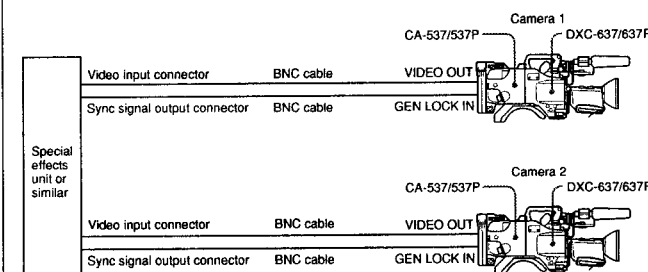 Camera 1
CA-537/537P
DXC-637/637P
Video input connector BNC cable VIDEO OUT
Sync signal output connector BNC cable GEN LOCK IN
Special
effects
unit or
similar
Camera 2
CA-537/537P
DXC-637/637P
Video input connector BNC cable VIDEO OUT
Sync signal output connector BNC cable GEN LOCK IN